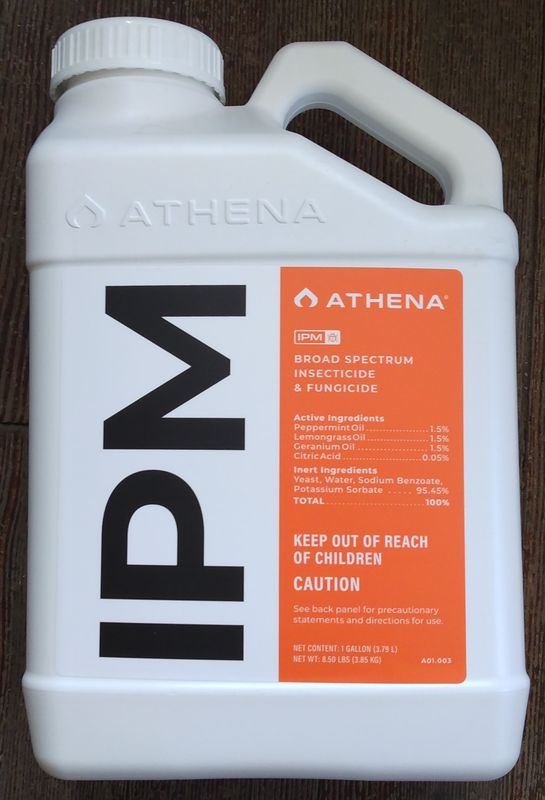 ATHENA
IPM
ATHENA®
IPM
BROAD SPECTRUM
INSECTICIDE
& FUNGICIDE
Active Ingredients
Peppermint Oil ........................ 1.5%
Lemongrass Oil ...................... 1.5%
Geranium Oil .......................... 1.5%
Citric Acid .............................. 0.05%
Inert Ingredients
Yeast, Water, Sodium Benzoate,
Potassium Sorbate ..... 95.45%
TOTAL .................................. 100%
KEEP OUT OF REACH
OF CHILDREN
CAUTION
See back panel for precautionary
statements and directions for use.
NET CONTENT: 1 GALLON (3.79 L)
NET WT: 8.50 LBS (3.85 KG) A01.003